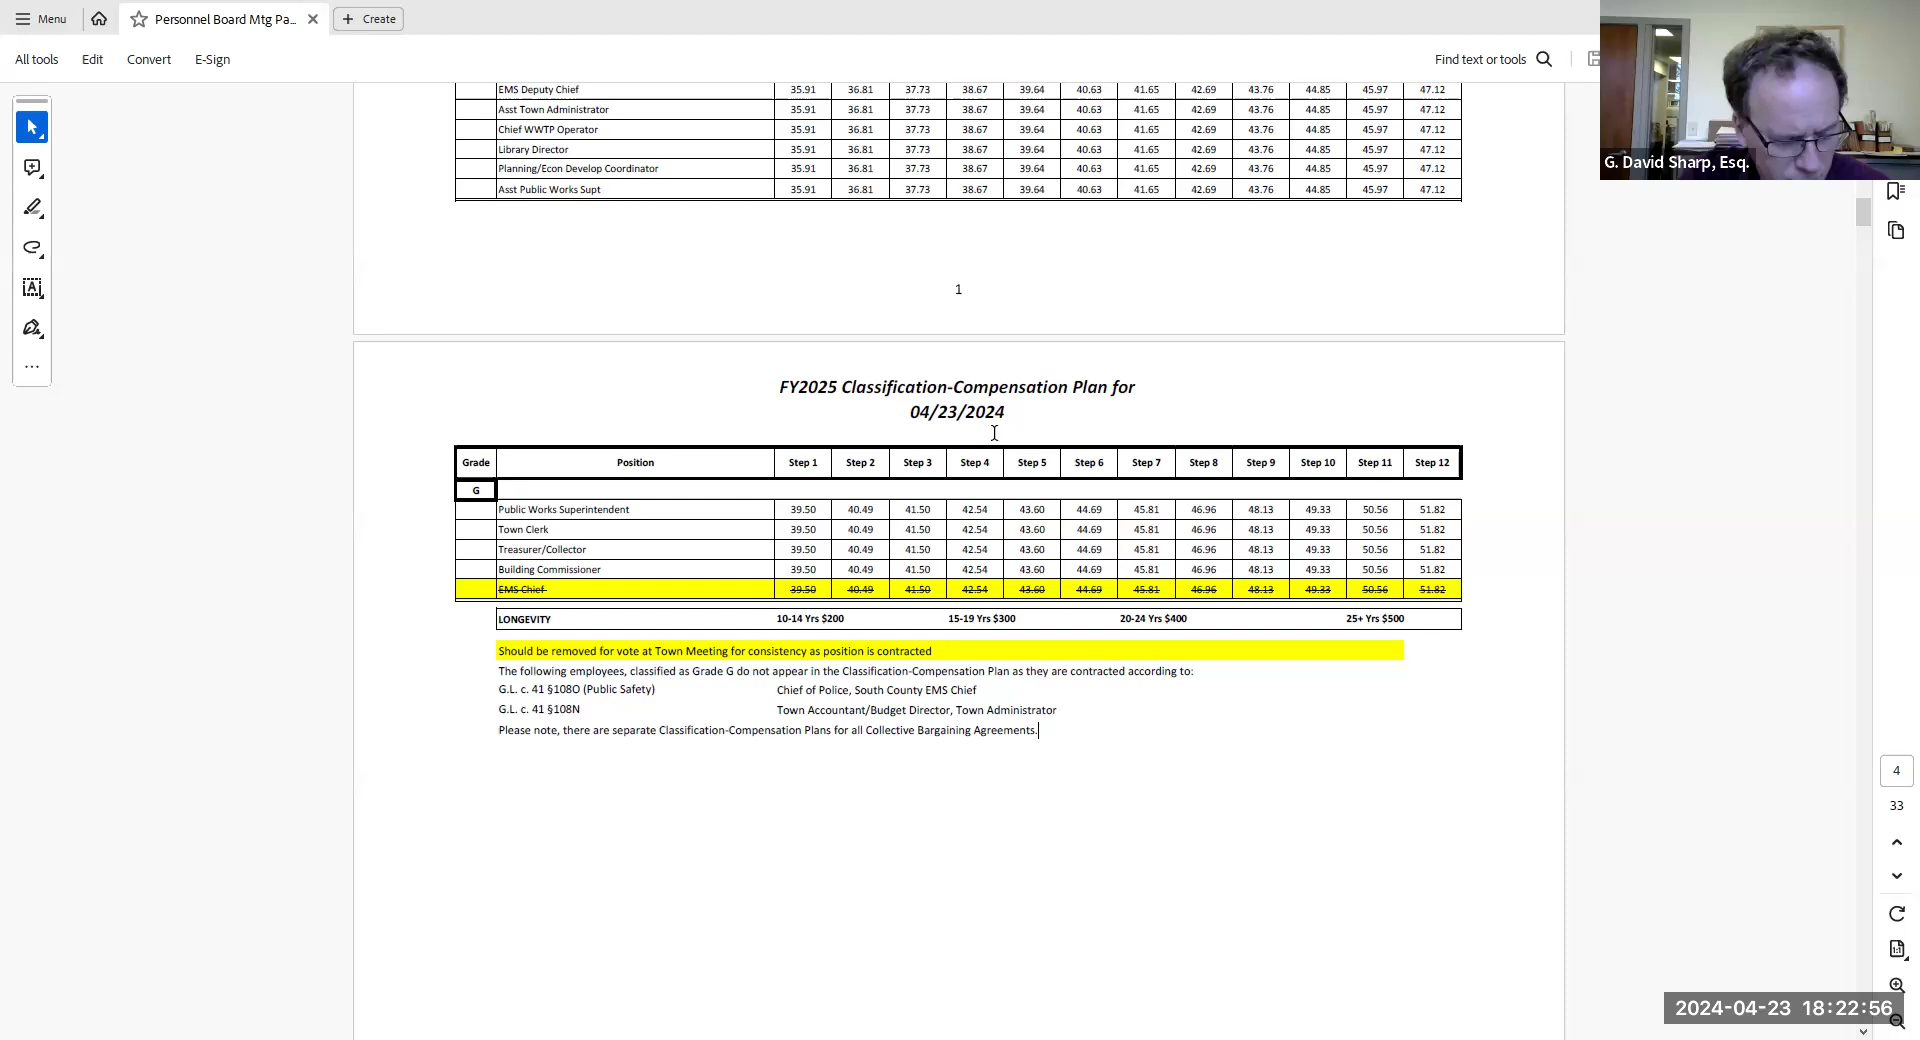 Menu
Personnel Board Mtg Pa...
Create
All tools Edit Convert E-Sign
Find text or tools
G. David Sharp, Esq.
EMS Deputy Chief 35.91 36.81 37.73 38.67 39.64 40.63 41.65 42.69 43.76 44.85 45.97 47.12
Asst Town Administrator 35.91 36.81 37.73 38.67 39.64 40.63 41.65 42.69 43.76 44.85 45.97 47.12
Chief WWTP Operator 35.91 36.81 37.73 38.67 39.64 40.63 41.65 42.69 43.76 44.85 45.97 47.12
Library Director 35.91 36.81 37.73 38.67 39.64 40.63 41.65 42.69 43.76 44.85 45.97 47.12
Planning/Econ Develop Coordinator 35.91 36.81 37.73 38.67 39.64 40.63 41.65 42.69 43.76 44.85 45.97 47.12
Asst Public Works Supt 35.91 36.81 37.73 38.67 39.64 40.63 41.65 42.69 43.76 44.85 45.97 47.12
1
FY2025 Classification-Compensation Plan for
04/23/2024
Grade Position Step 1 Step 2 Step 3 Step 4 Step 5 Step 6 Step 7 Step 8 Step 9 Step 10 Step 11 Step 12
G
Public Works Superintendent 39.50 40.49 41.50 42.54 43.60 44.69 45.81 46.96 48.13 49.33 50.56 51.82
Town Clerk 39.50 40.49 41.50 42.54 43.60 44.69 45.81 46.96 48.13 49.33 50.56 51.82
Treasurer/Collector 39.50 40.49 41.50 42.54 43.60 44.69 45.81 46.96 48.13 49.33 50.56 51.82
Building Commissioner 39.50 40.49 41.50 42.54 43.60 44.69 45.81 46.96 48.13 49.33 50.56 51.82
EMS Chief 39.50 40.49 41.50 42.54 43.60 44.69 45.81 46.96 48.13 49.33 50.56 51.82
LONGEVITY 10-14 Yrs $200 15-19 Yrs $300 20-24 Yrs $400 25+ Yrs $500
Should be removed for vote at Town Meeting for consistency as position is contracted
The following employees, classified as Grade G do not appear in the Classification-Compensation Plan as they are contracted according to:
G.L. c. 41 §108O (Public Safety) Chief of Police, South County EMS Chief
G.L. c. 41 §108N Town Accountant/Budget Director, Town Administrator
Please note, there are separate Classification-Compensation Plans for all Collective Bargaining Agreements.
4
33
2024-04-23 18:22:56